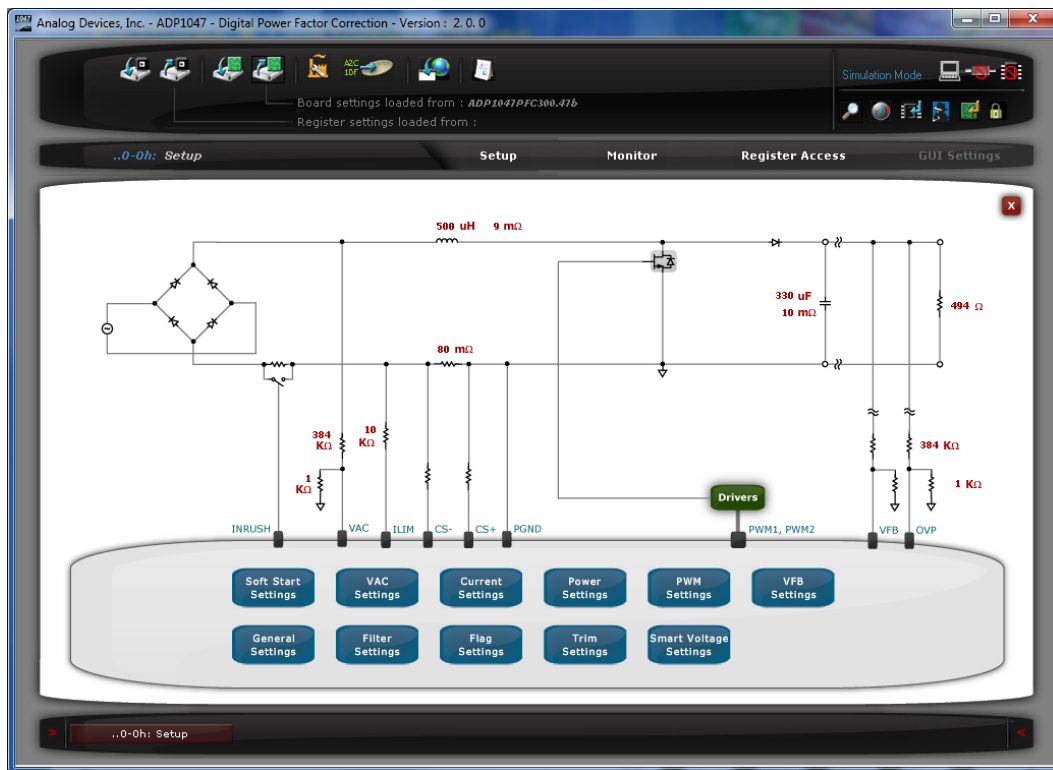 Analog Devices, Inc. - ADP1047 - Digital Power Factor Correction - Version : 2. 0. 0
A2C
1DF
Simulation Mode
Board settings loaded from : ADP1047PFC300.47b
Register settings loaded from :
..0-0h: Setup
Setup
Monitor
Register Access
GUI Settings
x
500 uH 9 mΩ
330 uF
10 mΩ
494 Ω
80 mΩ
384
KΩ
10
KΩ
1
KΩ
384 KΩ
1 KΩ
Drivers
INRUSH
VAC
ILIM
CS-
CS+
PGND
PWM1, PWM2
VFB
OVP
Soft Start
Settings
VAC
Settings
Current
Settings
Power
Settings
PWM
Settings
VFB
Settings
General
Settings
Filter
Settings
Flag
Settings
Trim
Settings
Smart Voltage
Settings
> ..0-0h: Setup <